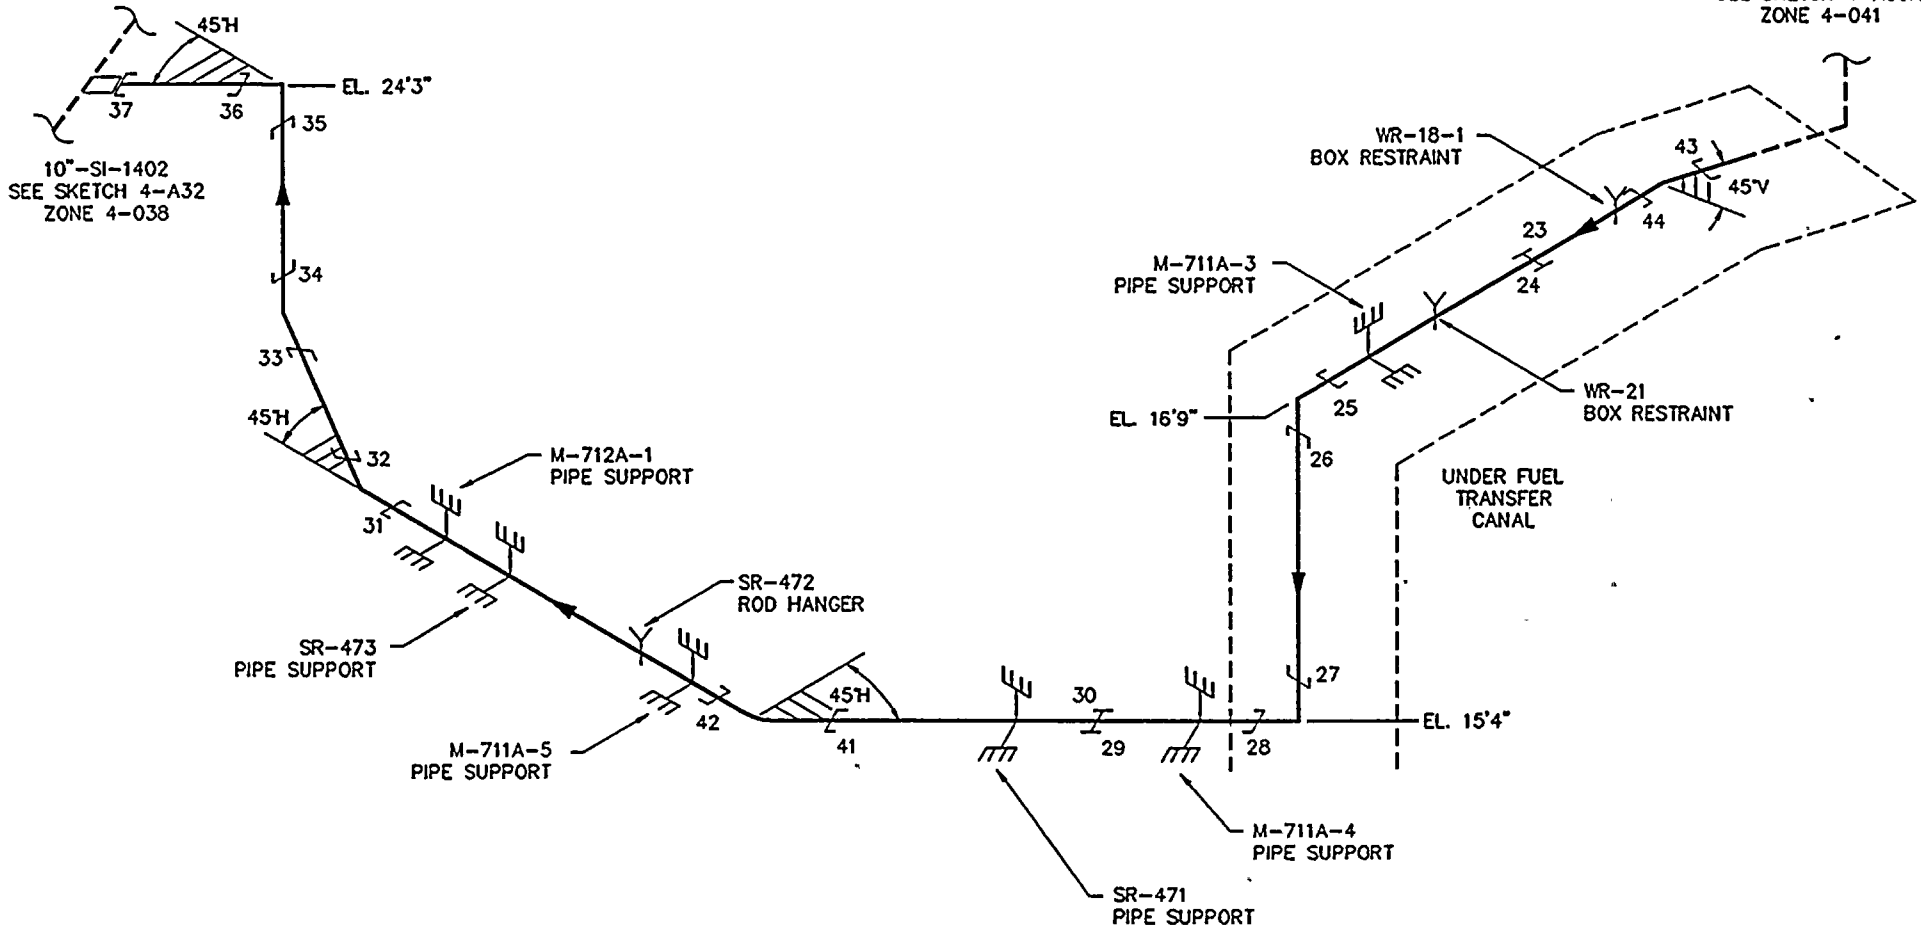 ZONE 4-041
45°H
EL. 24'3"
37
36
35
10"-SI-1402
SEE SKETCH 4-A32
ZONE 4-038
34
33
45°H
32
31
M-712A-1
PIPE SUPPORT
SR-473
PIPE SUPPORT
SR-472
ROD HANGER
M-711A-5
PIPE SUPPORT
42
45°H
41
30
29
28
27
EL. 15'4"
SR-471
PIPE SUPPORT
M-711A-4
PIPE SUPPORT
WR-18-1
BOX RESTRAINT
43
45°V
44
23
24
M-711A-3
PIPE SUPPORT
WR-21
BOX RESTRAINT
25
EL. 16'9"
26
UNDER FUEL
TRANSFER
CANAL